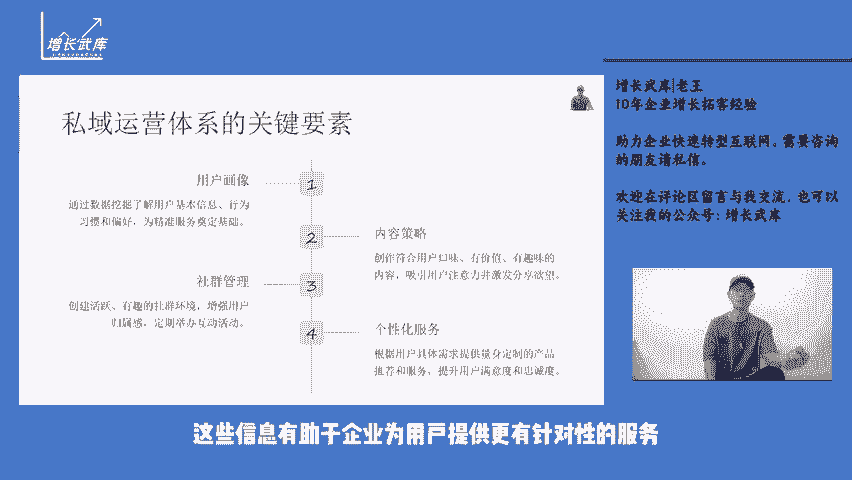 增长武库
私域运营体系的关键要素
用户画像
1
通过数据挖掘了解用户基本信息、行为
习惯和偏好，为精准服务奠定基础。
2
内容策略
创作符合用户口味、有价值、有趣味的
内容，吸引用户注意力并激发分享欲望。
社群管理
3
创建活跃、有趣的社群环境，增强用户
归属感，定期举办互动活动。
4
个性化服务
根据用户具体需求提供量身定制的产品
推荐和服务，提升用户满意度和忠诚度。
增长武库|老王
10年企业增长拓客经验
助力企业快速转型互联网。需要咨询
的朋友请私信。
欢迎在评论区留言与我交流，也可以
关注我的公众号：增长武库
这些信息有助于企业为用户提供更有针对性的服务